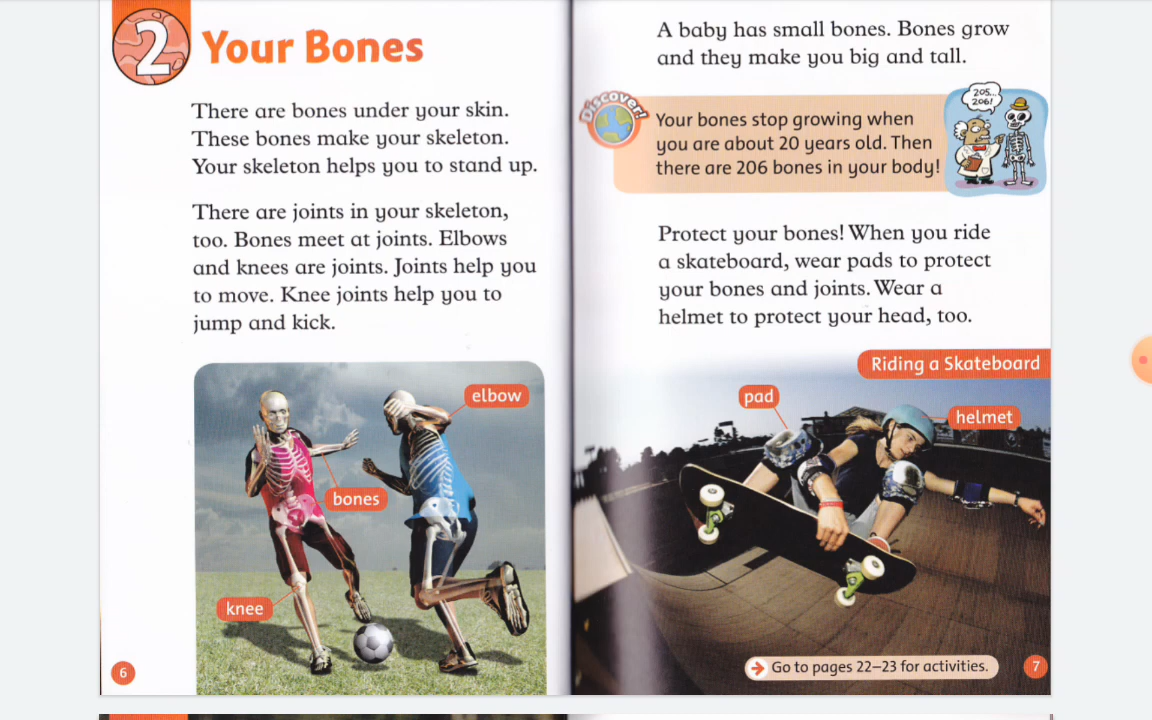 2 Your Bones
There are bones under your skin.
These bones make your skeleton.
Your skeleton helps you to stand up.
There are joints in your skeleton,
too. Bones meet at joints. Elbows
and knees are joints. Joints help you
to move. Knee joints help you to
jump and kick.
elbow
bones
knee
6
A baby has small bones. Bones grow
and they make you big and tall.
Discover!
Your bones stop growing when
you are about 20 years old. Then
there are 206 bones in your body!
205...
206!
Protect your bones! When you ride
a skateboard, wear pads to protect
your bones and joints. Wear a
helmet to protect your head, too.
Riding a Skateboard
pad
helmet
Go to pages 22–23 for activities.
7